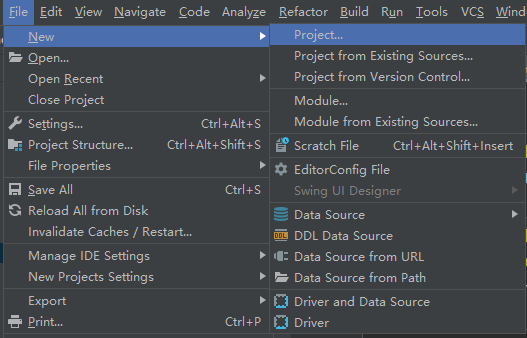 File Edit View Navigate Code Analyze Refactor Build Run Tools VCS
New
Open...
Open Recent
Close Project
Settings... Ctrl+Alt+S
Project Structure... Ctrl+Alt+Shift+S
File Properties
Save All Ctrl+S
Reload All from Disk
Invalidate Caches / Restart...
Manage IDE Settings
New Projects Settings
Export
Print... Ctrl+P
Project...
Project from Existing Sources...
Project from Version Control...
Module...
Module from Existing Sources...
Scratch File Ctrl+Alt+Shift+Insert
EditorConfig File
Swing UI Designer
Data Source
DDL Data Source
Data Source from URL
Data Source from Path
Driver and Data Source
Driver